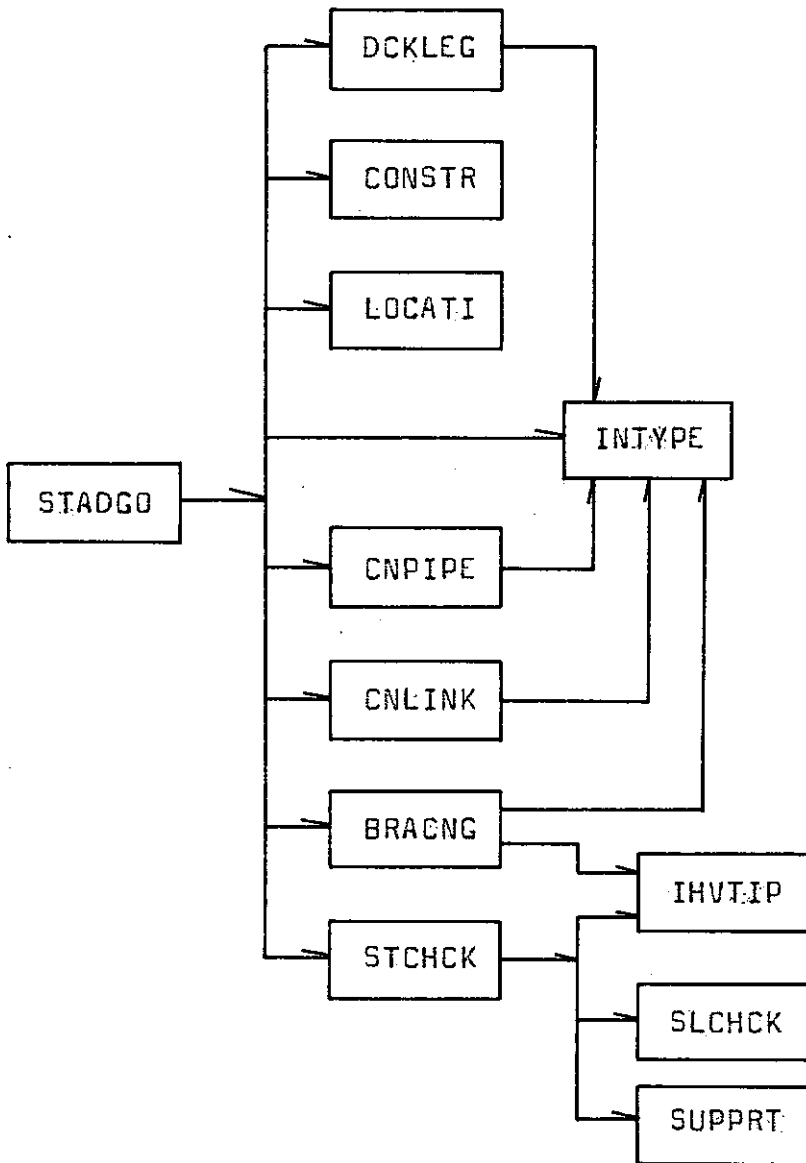 DCKLEG
CONSTR
LOCATI
INTYPE
STADGO
CNPIPE
CNLINK
BRACNG
IHVTIP
STCHCK
SLCHCK
SUPPRT